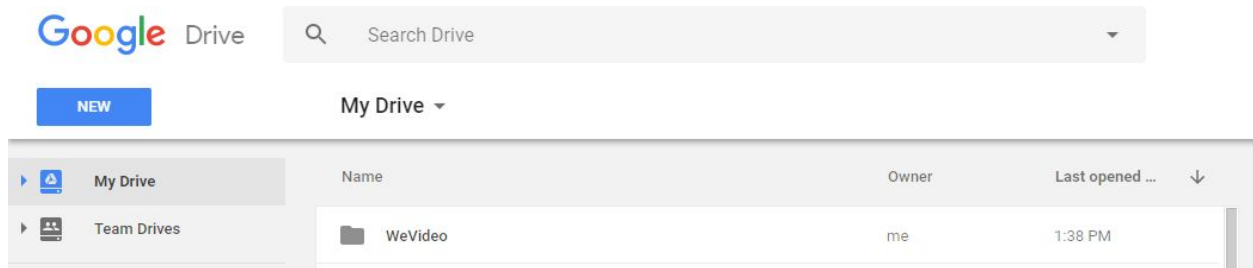 Google Drive
Search Drive
NEW
My Drive
My Drive
Team Drives
Name Owner Last opened ...
WeVideo me 1:38 PM